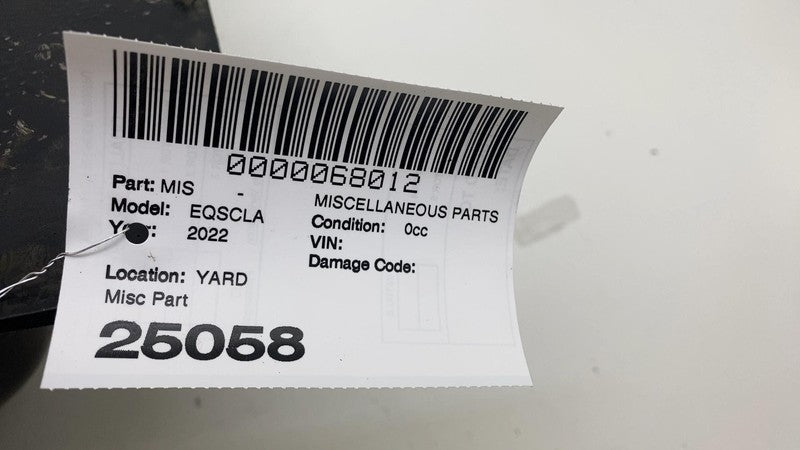 0000068012
Part: MIS - MISCELLANEOUS PARTS
Model: EQSCLA Condition: 0cc
2022 VIN:
Damage Code:
Location: YARD
Misc Part
25058